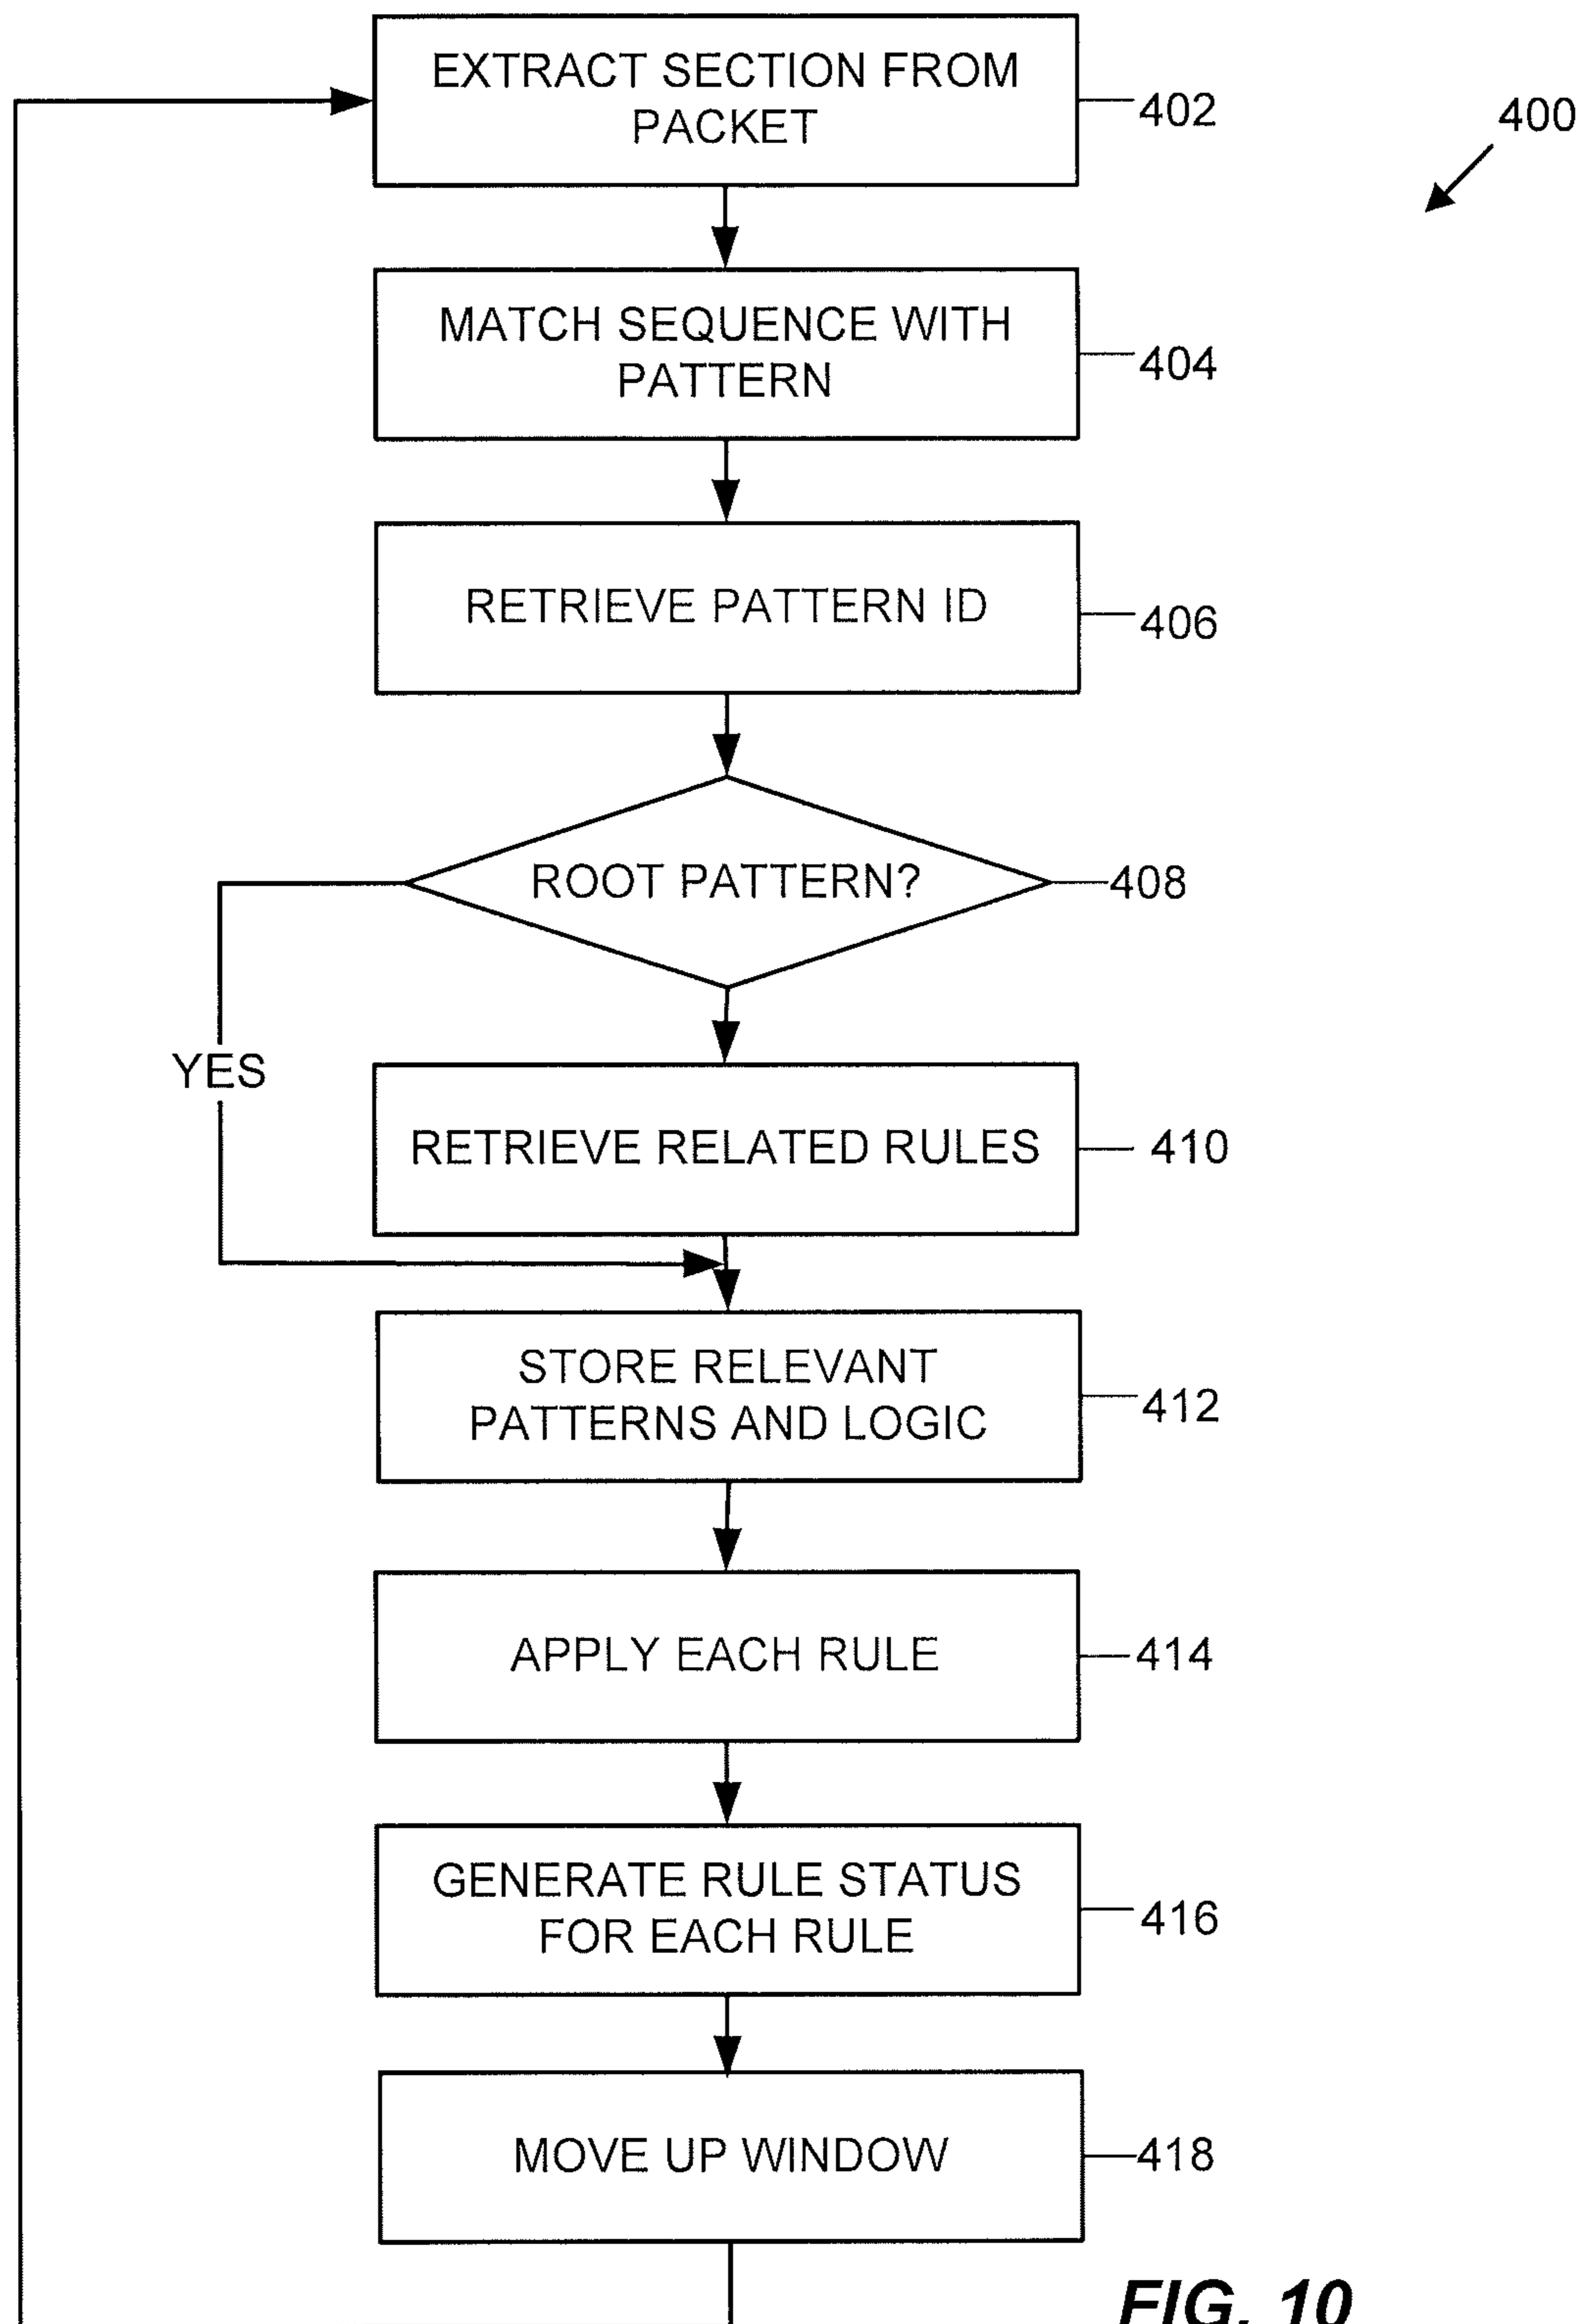 EXTRACT SECTION FROM
PACKET
402
400
MATCH SEQUENCE WITH
PATTERN
404
RETRIEVE PATTERN ID
406
ROOT PATTERN?
408
YES
RETRIEVE RELATED RULES
410
STORE RELEVANT
PATTERNS AND LOGIC
412
APPLY EACH RULE
414
GENERATE RULE STATUS
FOR EACH RULE
416
MOVE UP WINDOW
418
FIG. 10